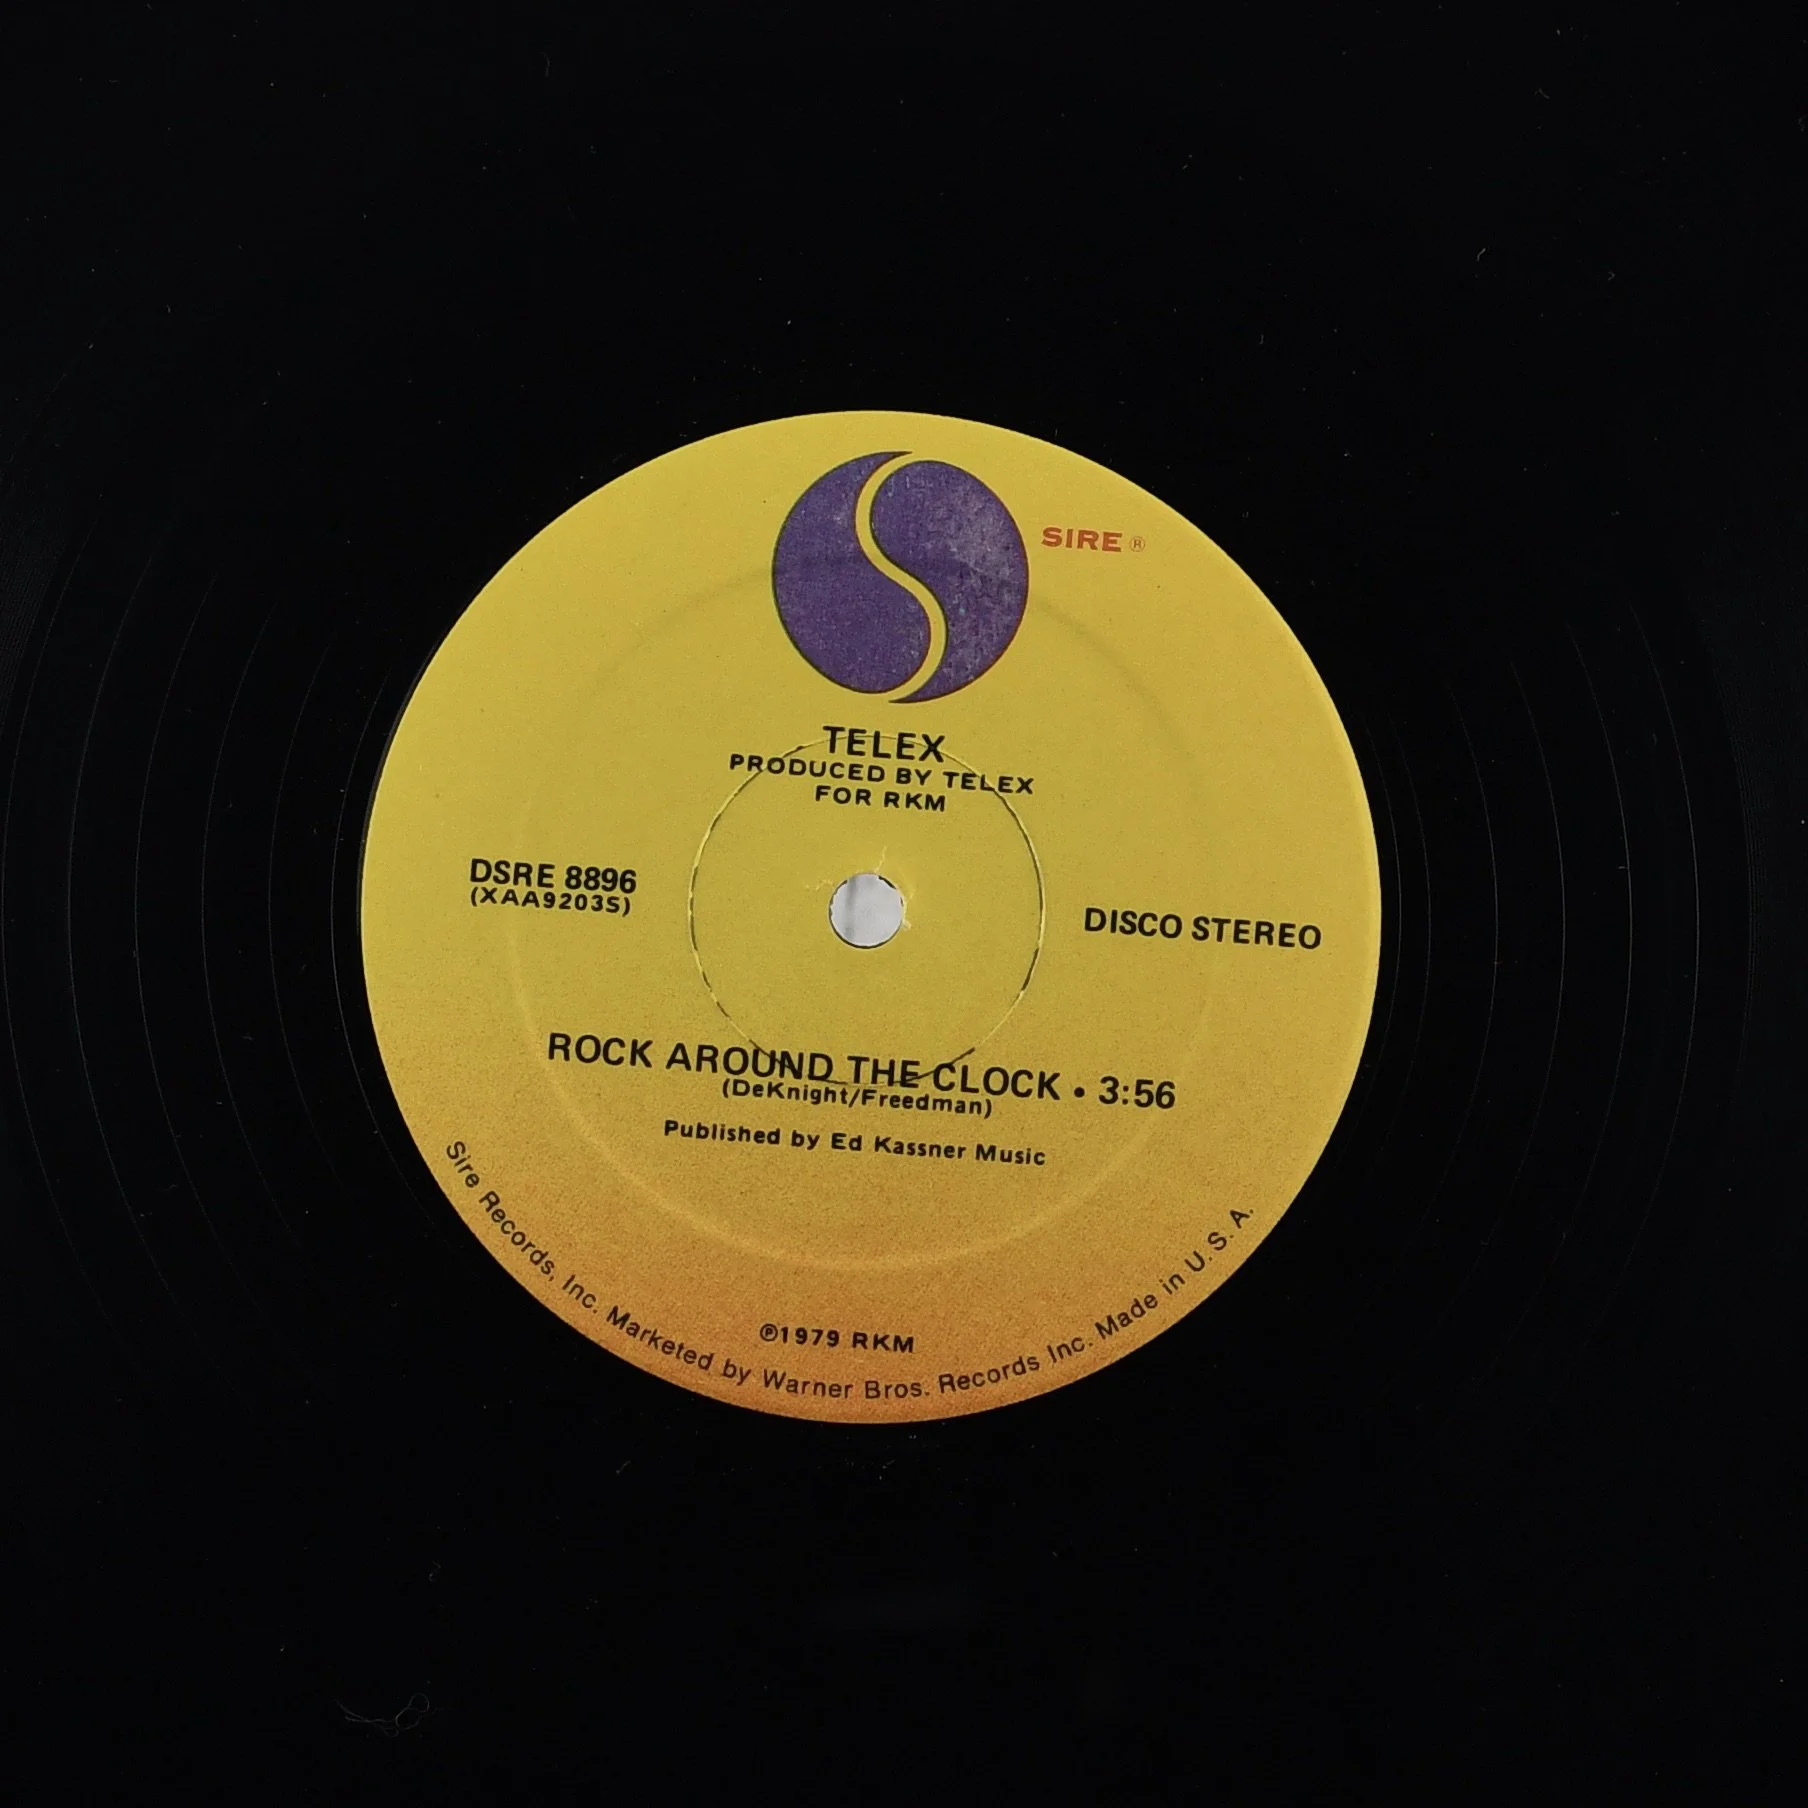 SIRE ®
TELEX
PRODUCED BY TELEX
FOR RKM
DSRE 8896
(XAA9203S)
DISCO STEREO
ROCK AROUND THE CLOCK • 3:56
(DeKnight/Freedman)
Published by Ed Kassner Music
℗1979 RKM
Sire Records, Inc. Marketed by Warner Bros. Records Inc. Made in U. S. A.